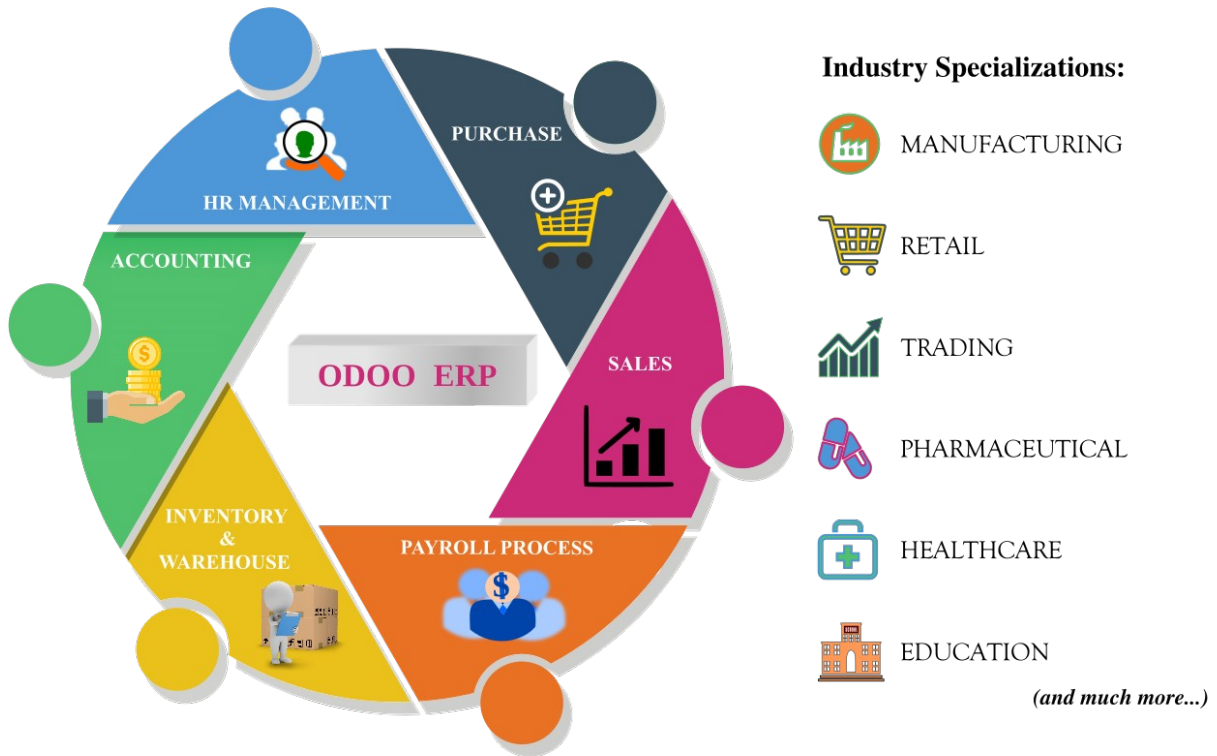 HR MANAGEMENT
PURCHASE
SALES
PAYROLL PROCESS
INVENTORY
&
WAREHOUSE
ACCOUNTING
ODOO ERP
$
$
Industry Specializations:
MANUFACTURING
RETAIL
TRADING
PHARMACEUTICAL
HEALTHCARE
SCHOOL
EDUCATION
(and much more...)